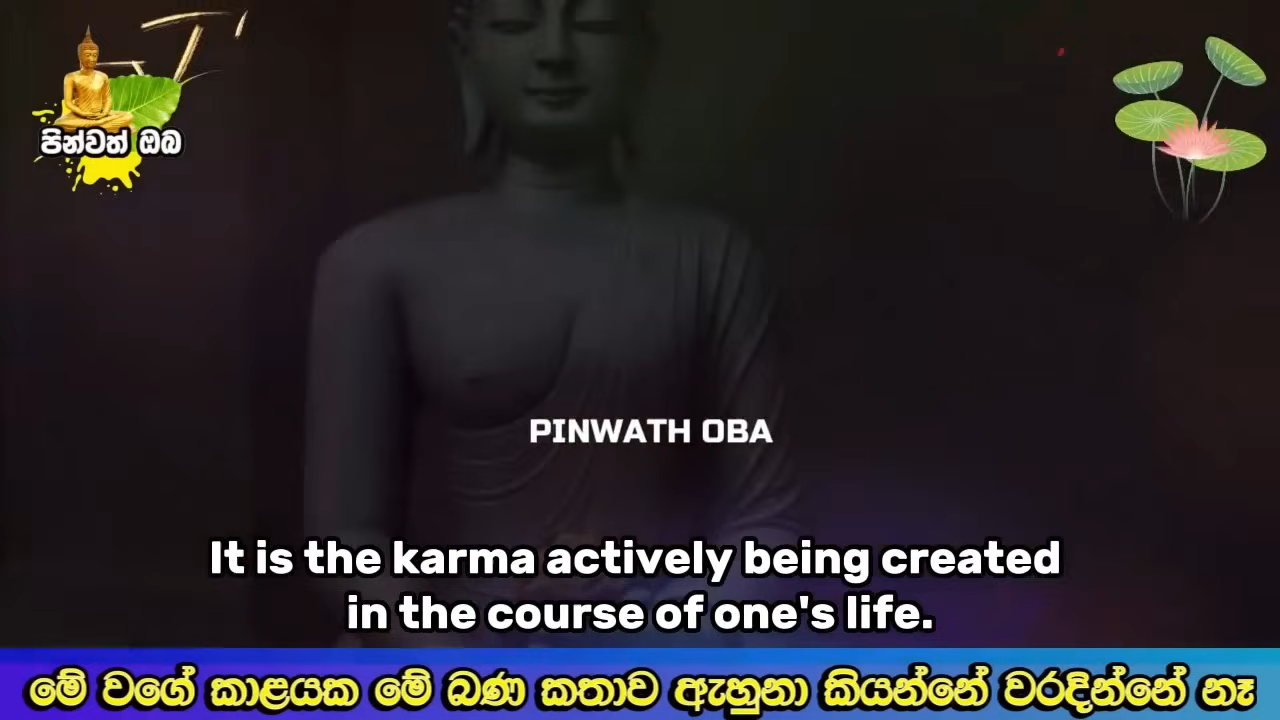 පින්වත් ඔබ
PINWATH OBA
It is the karma actively being created
in the course of one's life.
මේ වගේ කාළයක මේ බණ කතාව ඇහුනා කියන්නේ වරදින්නේ නෑ